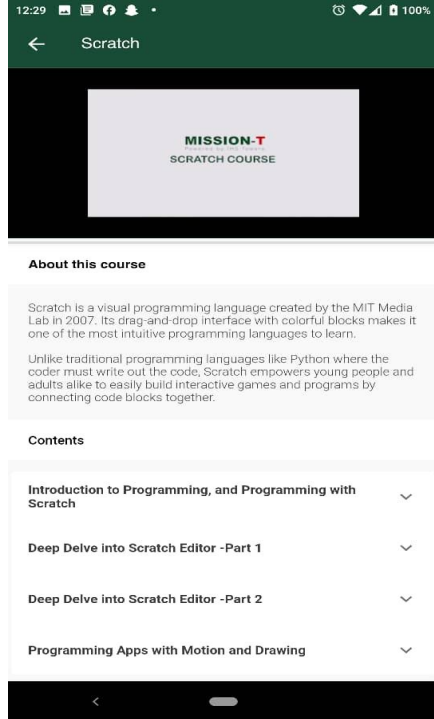 12:29
100%
Scratch
MISSION-T
SCRATCH COURSE
About this course
Scratch is a visual programming language created by the MIT Media
Lab in 2007. Its drag-and-drop interface with colorful blocks makes it
one of the most intuitive programming languages to learn.
Unlike traditional programming languages like Python where the
coder must write out the code, Scratch empowers young people and
adults alike to easily build interactive games and programs by
connecting code blocks together.
Contents
Introduction to Programming, and Programming with
Scratch
Deep Delve into Scratch Editor -Part 1
Deep Delve into Scratch Editor -Part 2
Programming Apps with Motion and Drawing